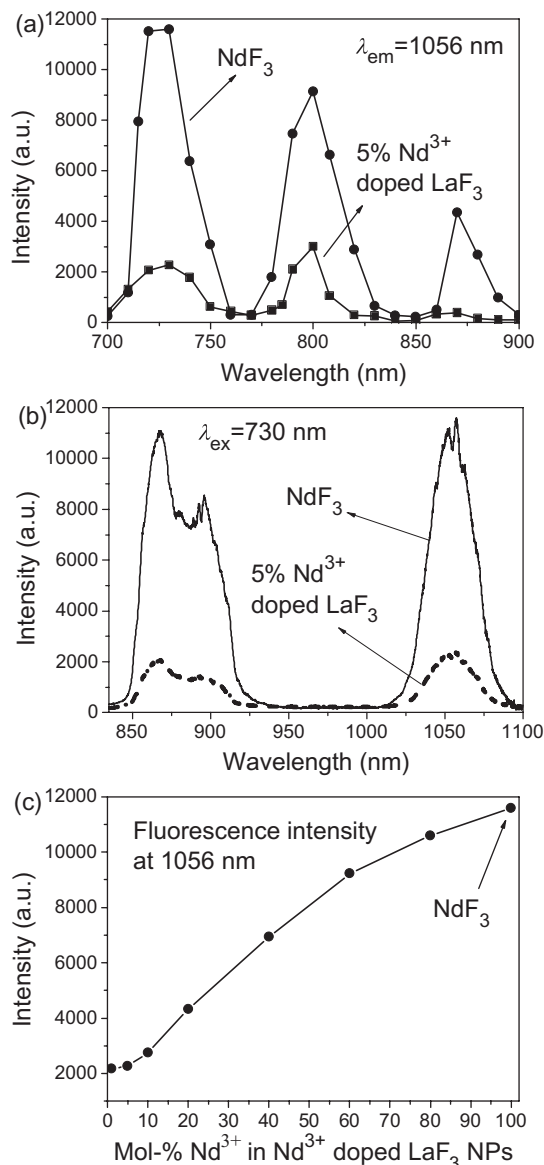 (a)
λem=1056 nm
NdF3
5% Nd3+
doped LaF3
12000
10000
8000
6000
4000
2000
0
Intensity (a.u.)
700 750 800 850 900
Wavelength (nm)
(b)
λex=730 nm
NdF3
5% Nd3+
doped LaF3
12000
10000
8000
6000
4000
2000
0
Intensity (a.u.)
850 900 950 1000 1050 1100
Wavelength (nm)
(c)
Fluorescence intensity
at 1056 nm
NdF3
12000
10000
8000
6000
4000
2000
Intensity (a.u.)
0 10 20 30 40 50 60 70 80 90 100
Mol-% Nd3+ in Nd3+ doped LaF3 NPs